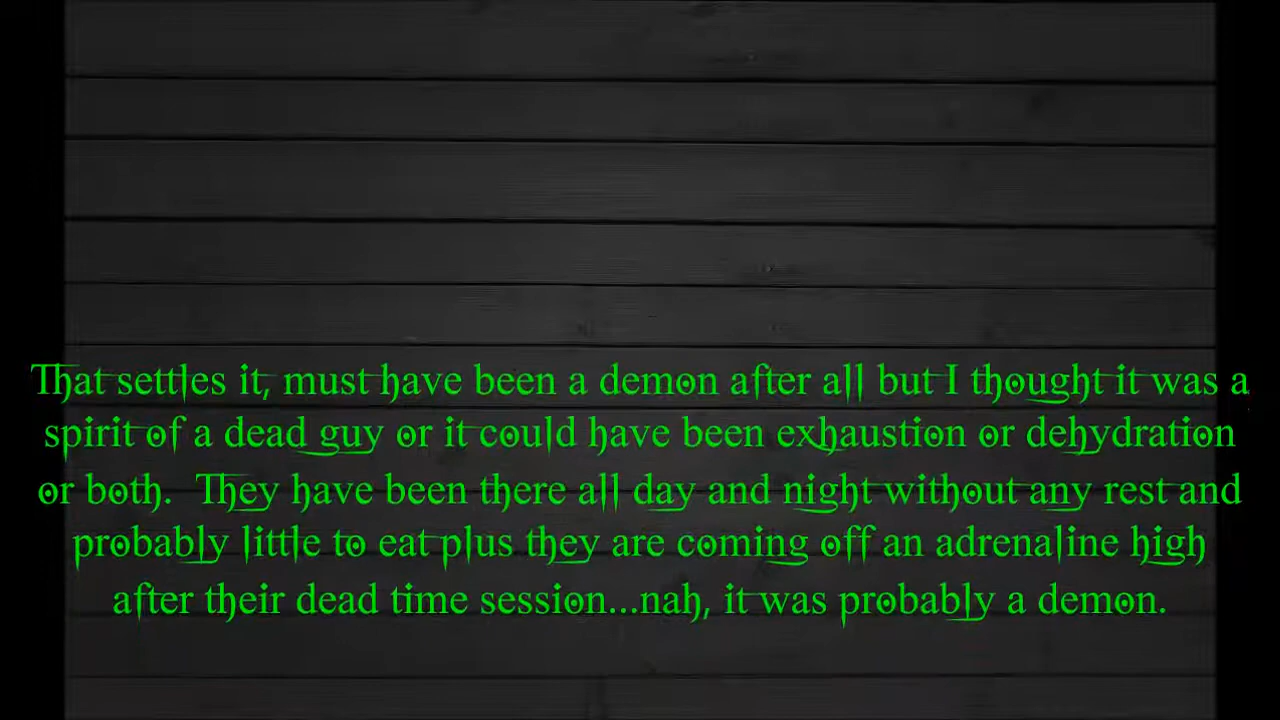 That settles it, must have been a demon after all but I thought it was a
spirit of a dead guy or it could have been exhaustion or dehydration
or both.  They have been there all day and night without any rest and
probably little to eat plus they are coming off an adrenaline high
after their dead time session...nah, it was probably a demon.